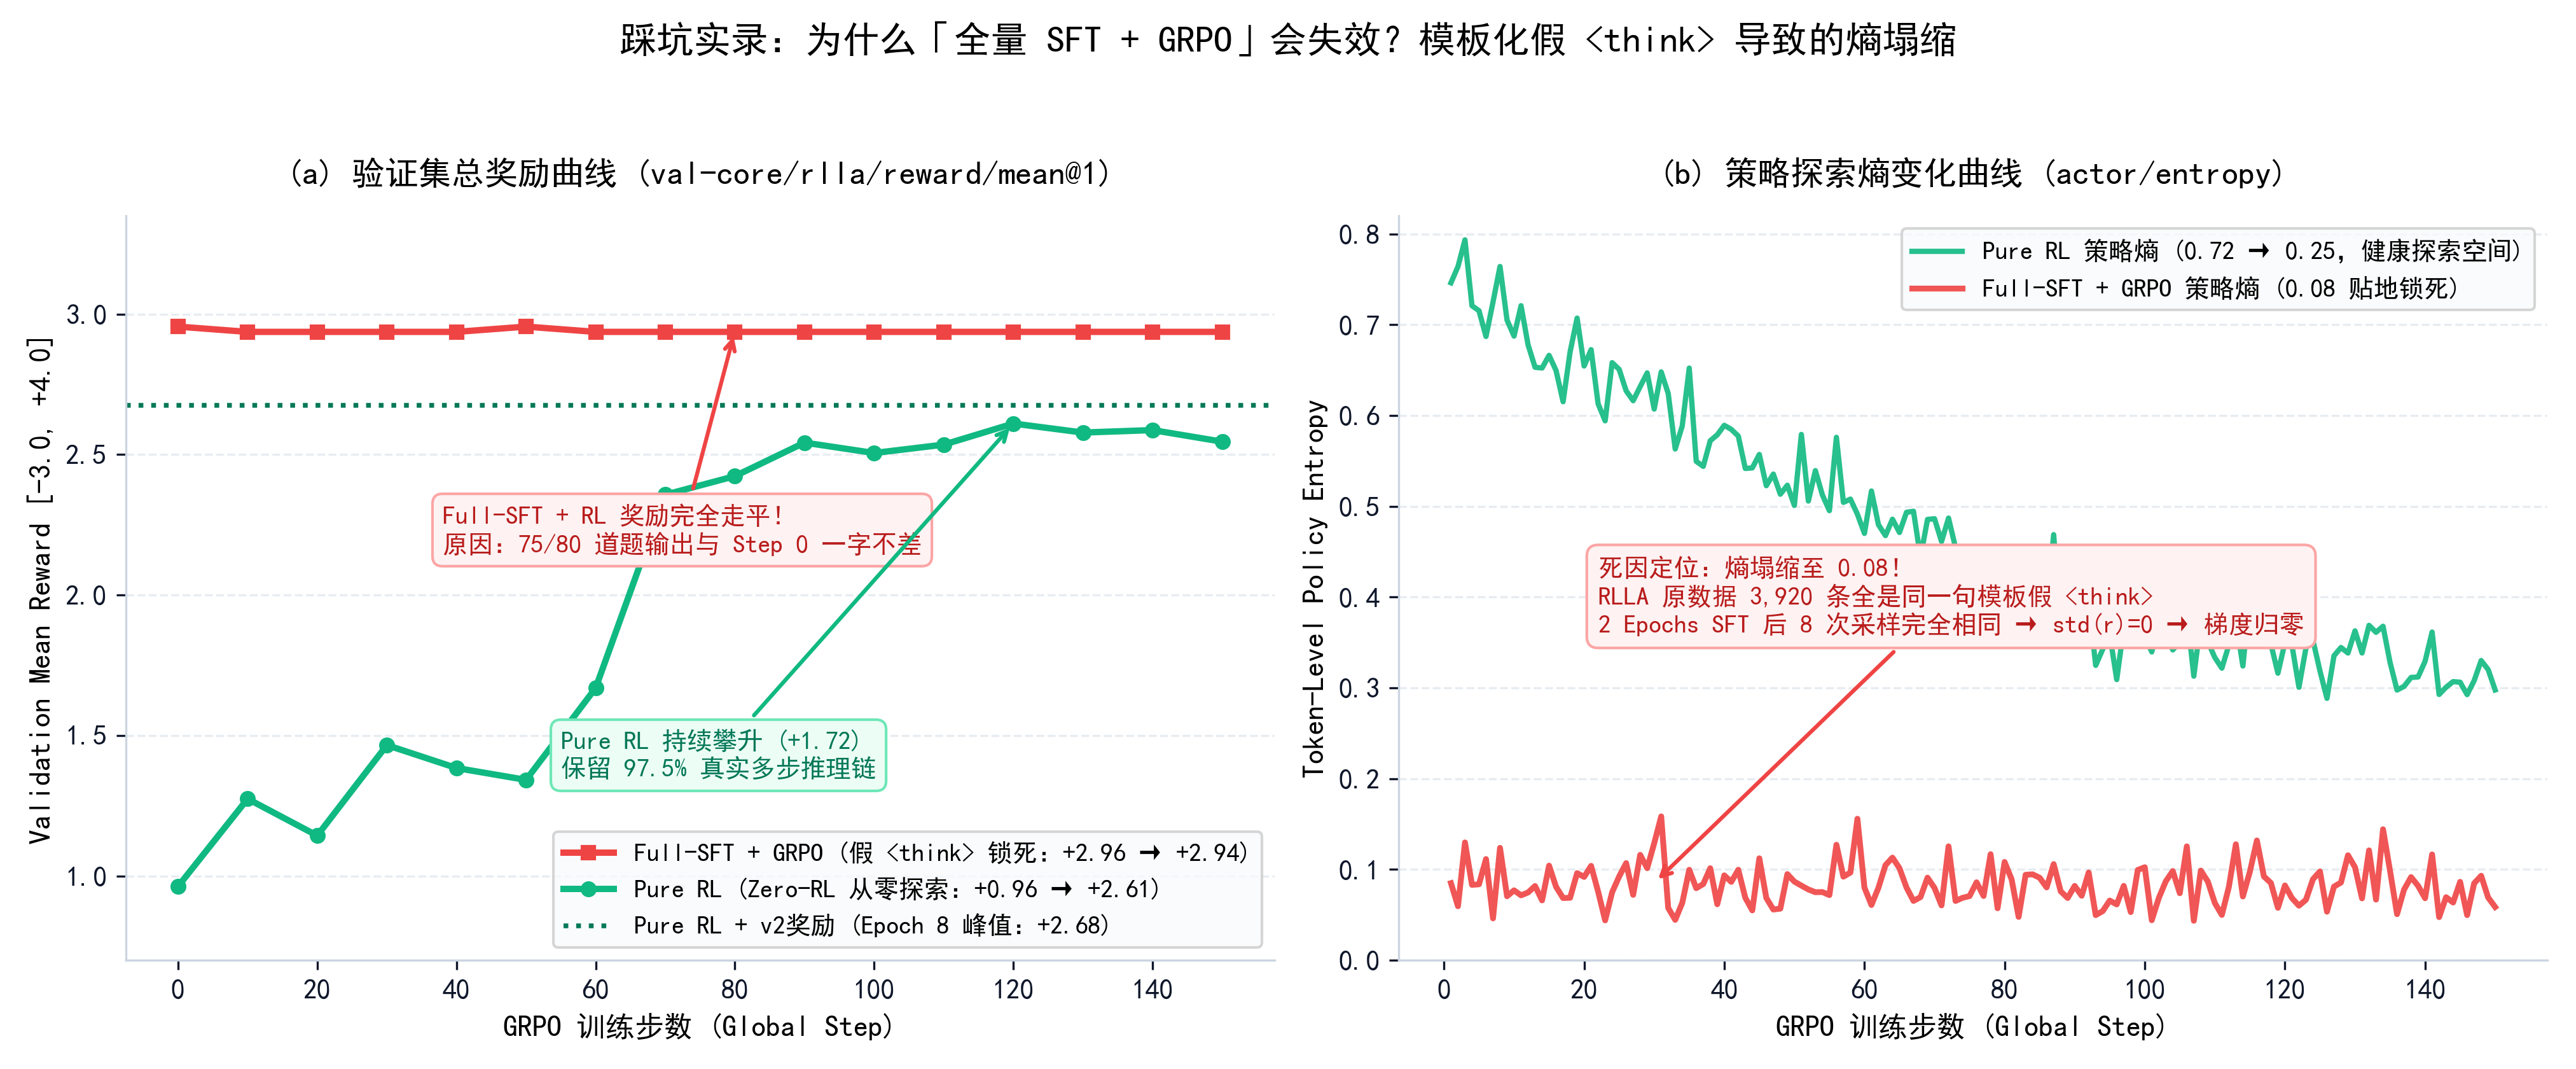 踩坑实录：为什么「全量 SFT + GRPO」会失效？模板化假 <think> 导致的熵塌缩
(a) 验证集总奖励曲线 (val-core/rlla/reward/mean@1)
Validation Mean Reward [-3.0, +4.0]
3.0
2.5
2.0
1.5
1.0
Full-SFT + RL 奖励完全走平！
原因：75/80 道题输出与 Step 0 一字不差
Pure RL 持续攀升 (+1.72)
保留 97.5% 真实多步推理链
Full-SFT + GRPO (假 <think> 锁死：+2.96 → +2.94)
Pure RL (Zero-RL 从零探索：+0.96 → +2.61)
Pure RL + v2奖励 (Epoch 8 峰值：+2.68)
0 20 40 60 80 100 120 140
GRPO 训练步数 (Global Step)
(b) 策略探索熵变化曲线 (actor/entropy)
Token-Level Policy Entropy
0.8
0.7
0.6
0.5
0.4
0.3
0.2
0.1
0.0
Pure RL 策略熵 (0.72 → 0.25，健康探索空间)
Full-SFT + GRPO 策略熵 (0.08 贴地锁死)
死因定位：熵塌缩至 0.08！
RLLA 原数据 3,920 条全是同一句模板假 <think>
2 Epochs SFT 后 8 次采样完全相同 → std(r)=0 → 梯度归零
0 20 40 60 80 100 120 140
GRPO 训练步数 (Global Step)